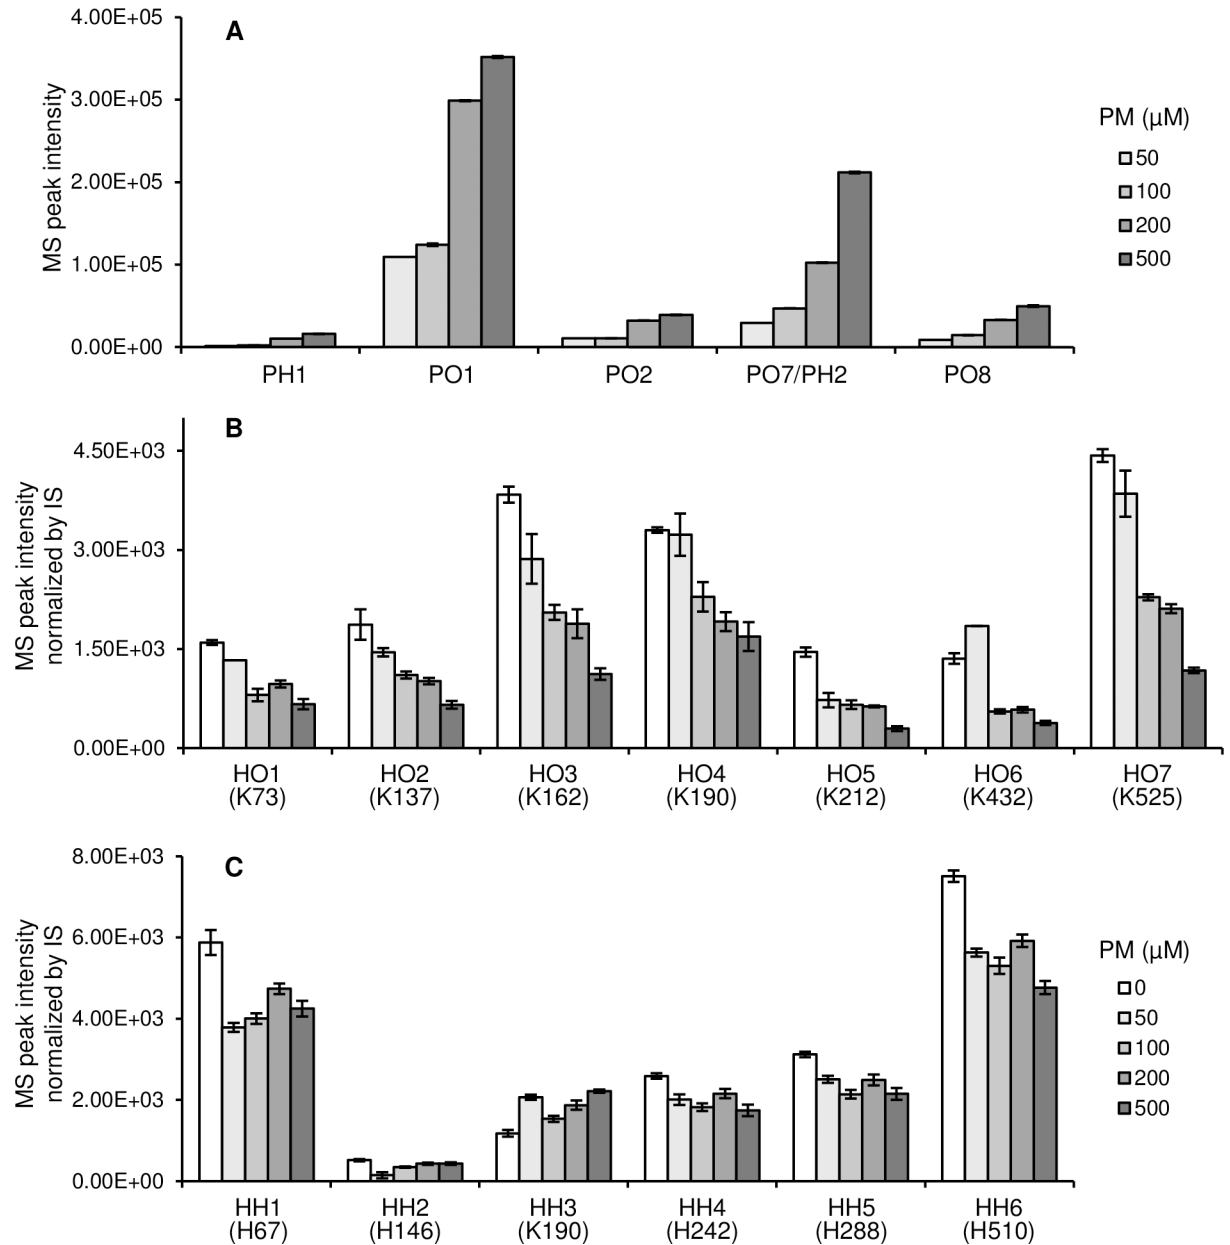 A
4.00E+05
3.00E+05
2.00E+05
1.00E+05
0.00E+00
MS peak intensity
PH1 PO1 PO2 PO7/PH2 PO8
PM (µM)
50
100
200
500
B
4.50E+03
3.00E+03
1.50E+03
0.00E+00
MS peak intensity
normalized by IS
HO1 HO2 HO3 HO4 HO5 HO6 HO7
(K73) (K137) (K162) (K190) (K212) (K432) (K525)
C
8.00E+03
6.00E+03
4.00E+03
2.00E+03
0.00E+00
MS peak intensity
normalized by IS
HH1 HH2 HH3 HH4 HH5 HH6
(H67) (H146) (K190) (H242) (H288) (H510)
PM (µM)
0
50
100
200
500